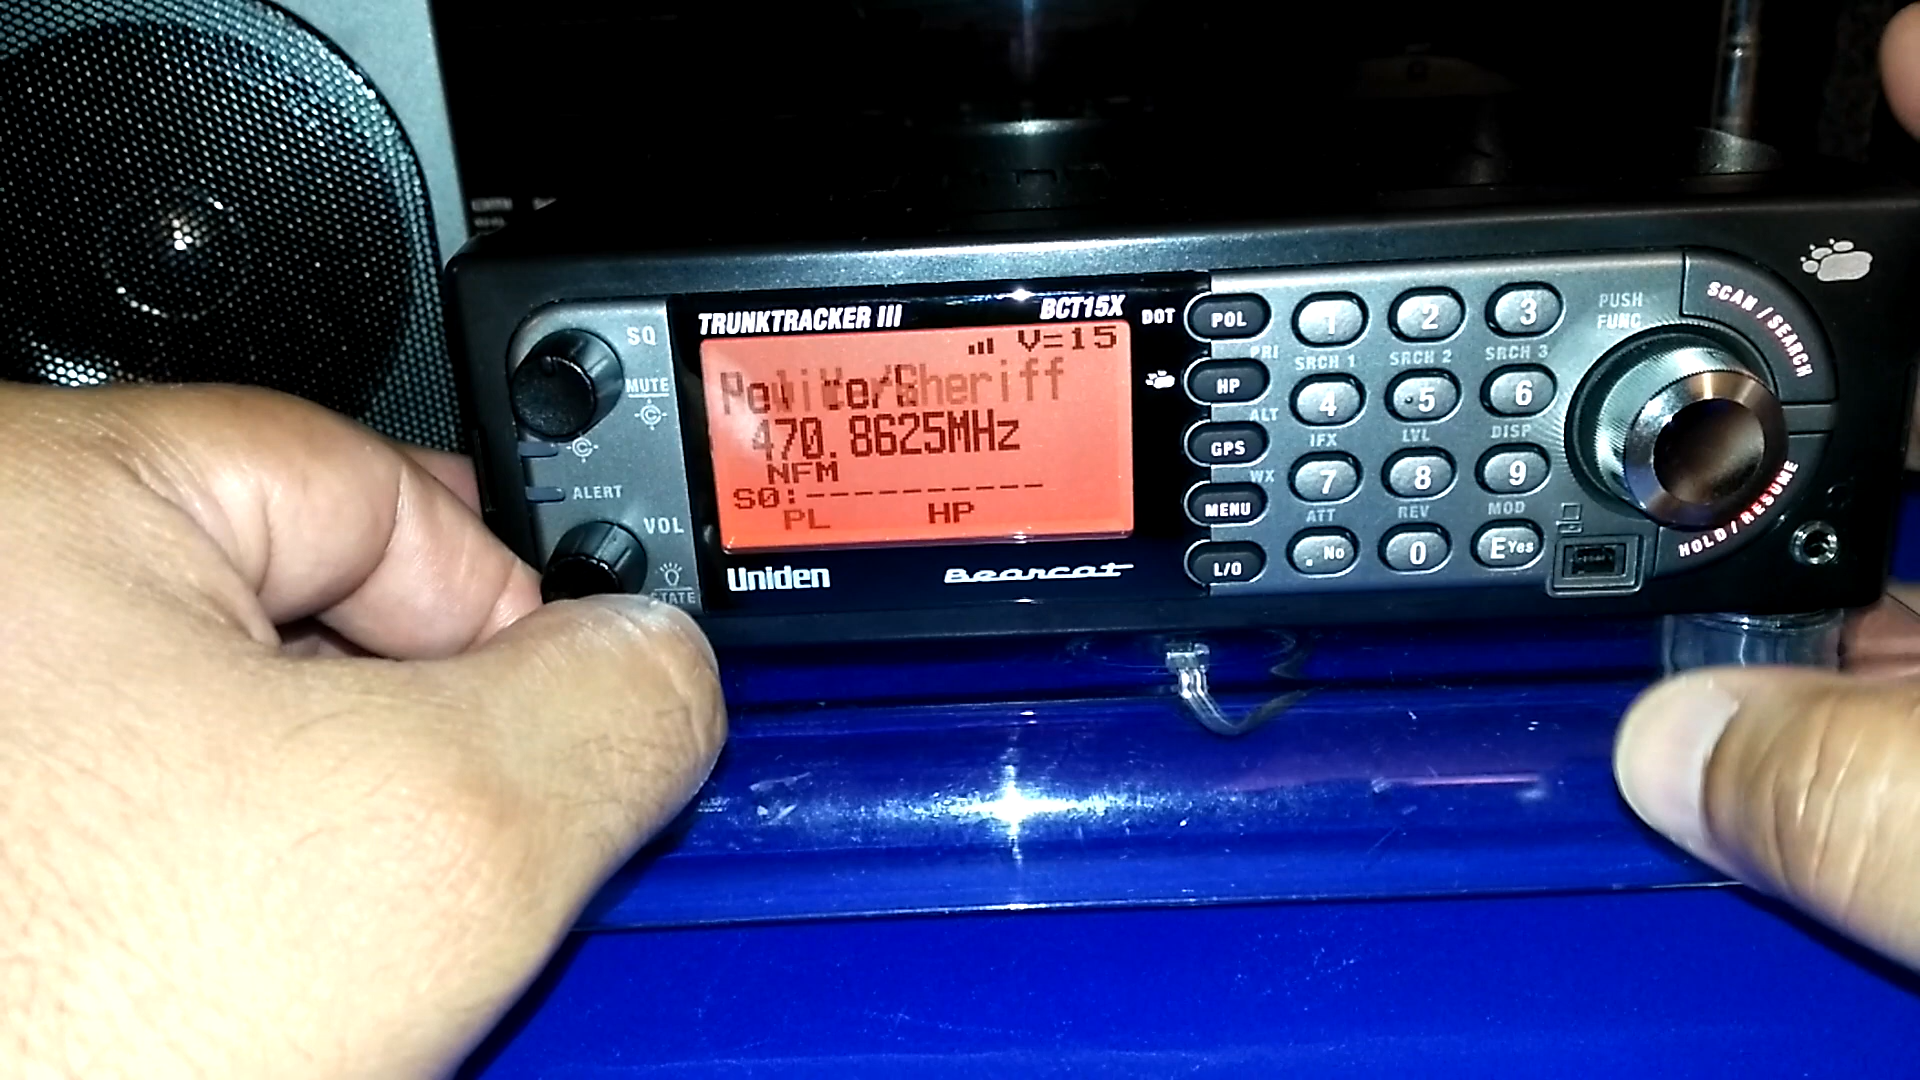 TRUNKTRACKER III BCT15X
V=15
470.8625MHz
NFM
S0:----------
PL HP
Uniden Bearcat
SQ
MUTE
ALERT
VOL
STATE
DOT POL
PRI
HP
ALT
GPS
WX
MENU
L/O
1 2 3
SRCH 1 SRCH 2 SRCH 3
4 5 6
IFX LVL DISP
7 8 9
ATT REV MOD
. No 0 E Yes
PUSH
FUNC
SCAN / SEARCH
HOLD / RESUME